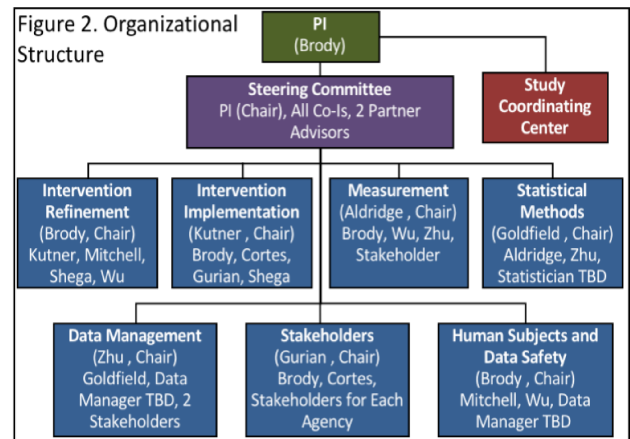 Figure 2. Organizational
Structure
PI
(Brody)
Steering Committee
PI (Chair), All Co-Is, 2 Partner
Advisors
Study
Coordinating
Center
Intervention
Refinement
(Brody, Chair)
Kutner, Mitchell,
Shega, Wu
Intervention
Implementation
(Kutner , Chair)
Brody, Cortes,
Gurian, Shega
Measurement
(Aldridge , Chair)
Brody, Wu, Zhu,
Stakeholder
Statistical
Methods
(Goldfield , Chair)
Aldridge, Zhu,
Statistician TBD
Data Management
(Zhu , Chair)
Goldfield, Data
Manager TBD, 2
Stakeholders
Stakeholders
(Gurian , Chair)
Brody, Cortes,
Stakeholders for Each
Agency
Human Subjects and
Data Safety
(Brody , Chair)
Mitchell, Wu, Data
Manager TBD